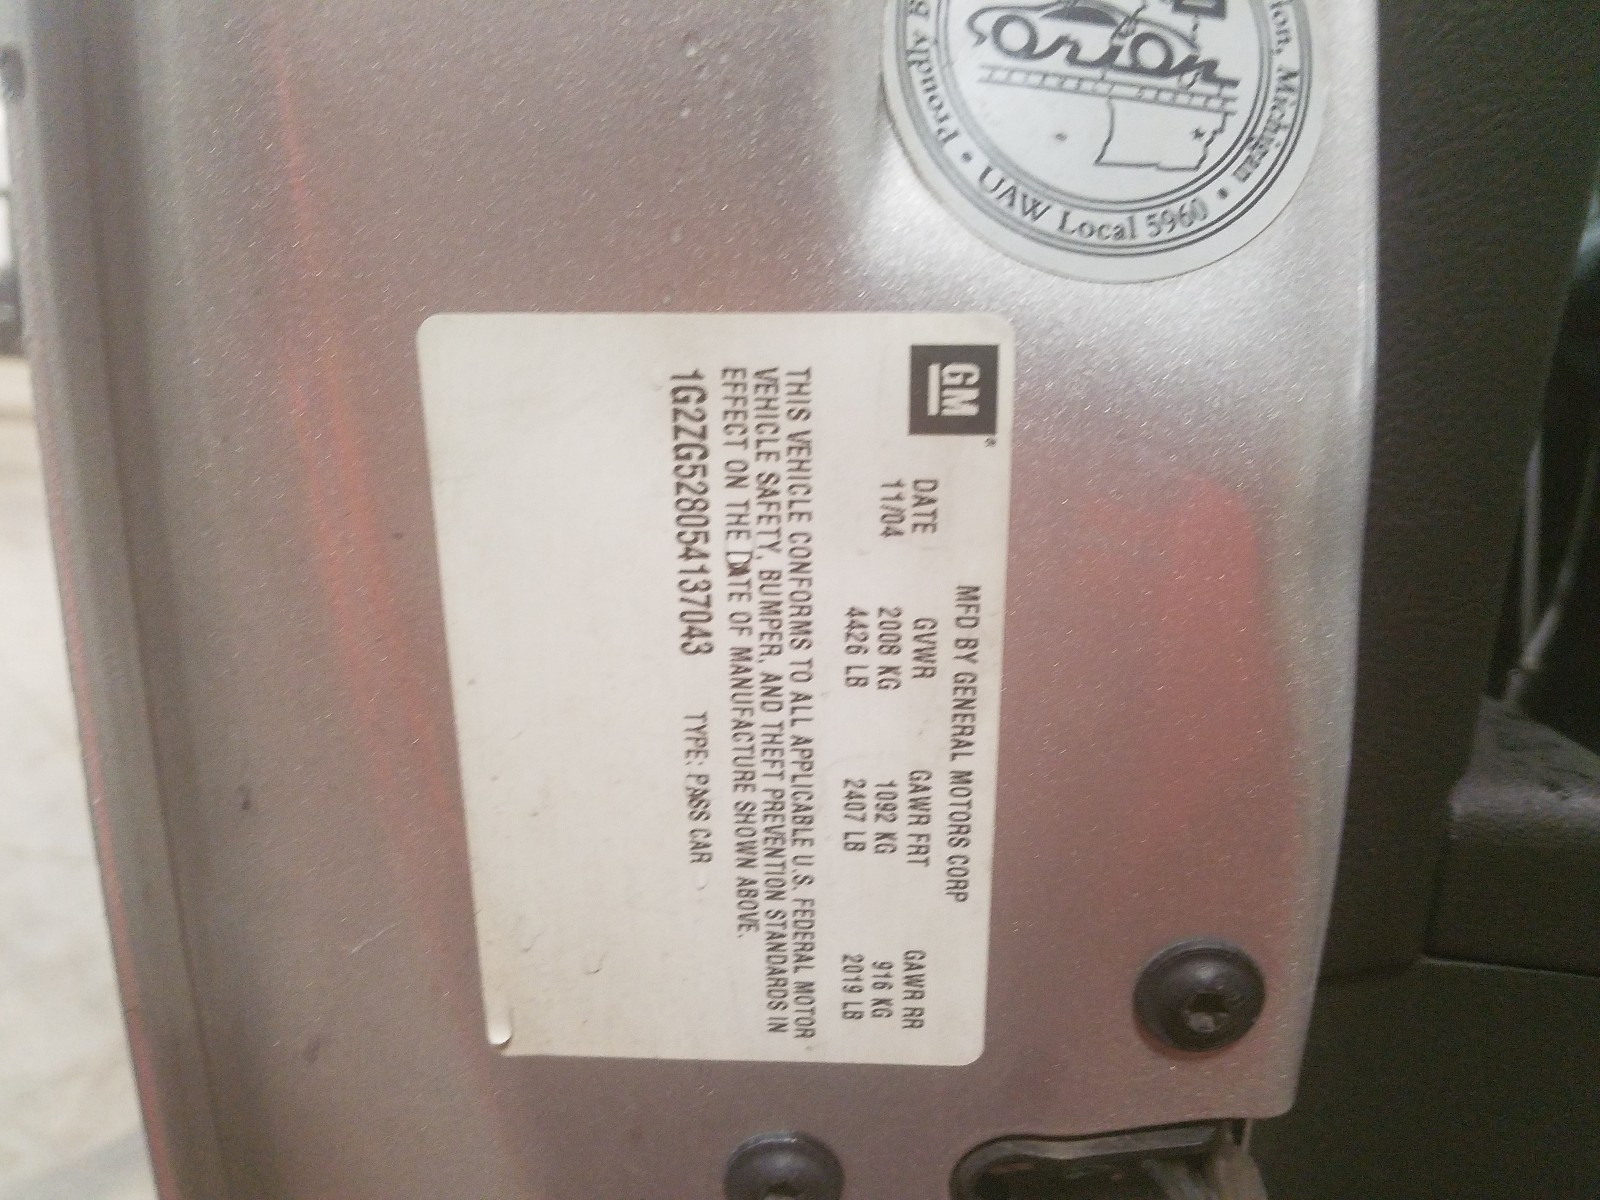 Proudly
Orion
ion, Michigan
• UAW Local 5960 •
GM®
MFD BY GENERAL MOTORS CORP
DATE GVWR GAWR FRT GAWR RR
11/04 2008 KG 1092 KG 916 KG
4426 LB 2407 LB 2019 LB
THIS VEHICLE CONFORMS TO ALL APPLICABLE U.S. FEDERAL MOTOR
VEHICLE SAFETY, BUMPER, AND THEFT PREVENTION STANDARDS IN
EFFECT ON THE DATE OF MANUFACTURE SHOWN ABOVE.
1G2ZG528054137043 TYPE: PASS CAR